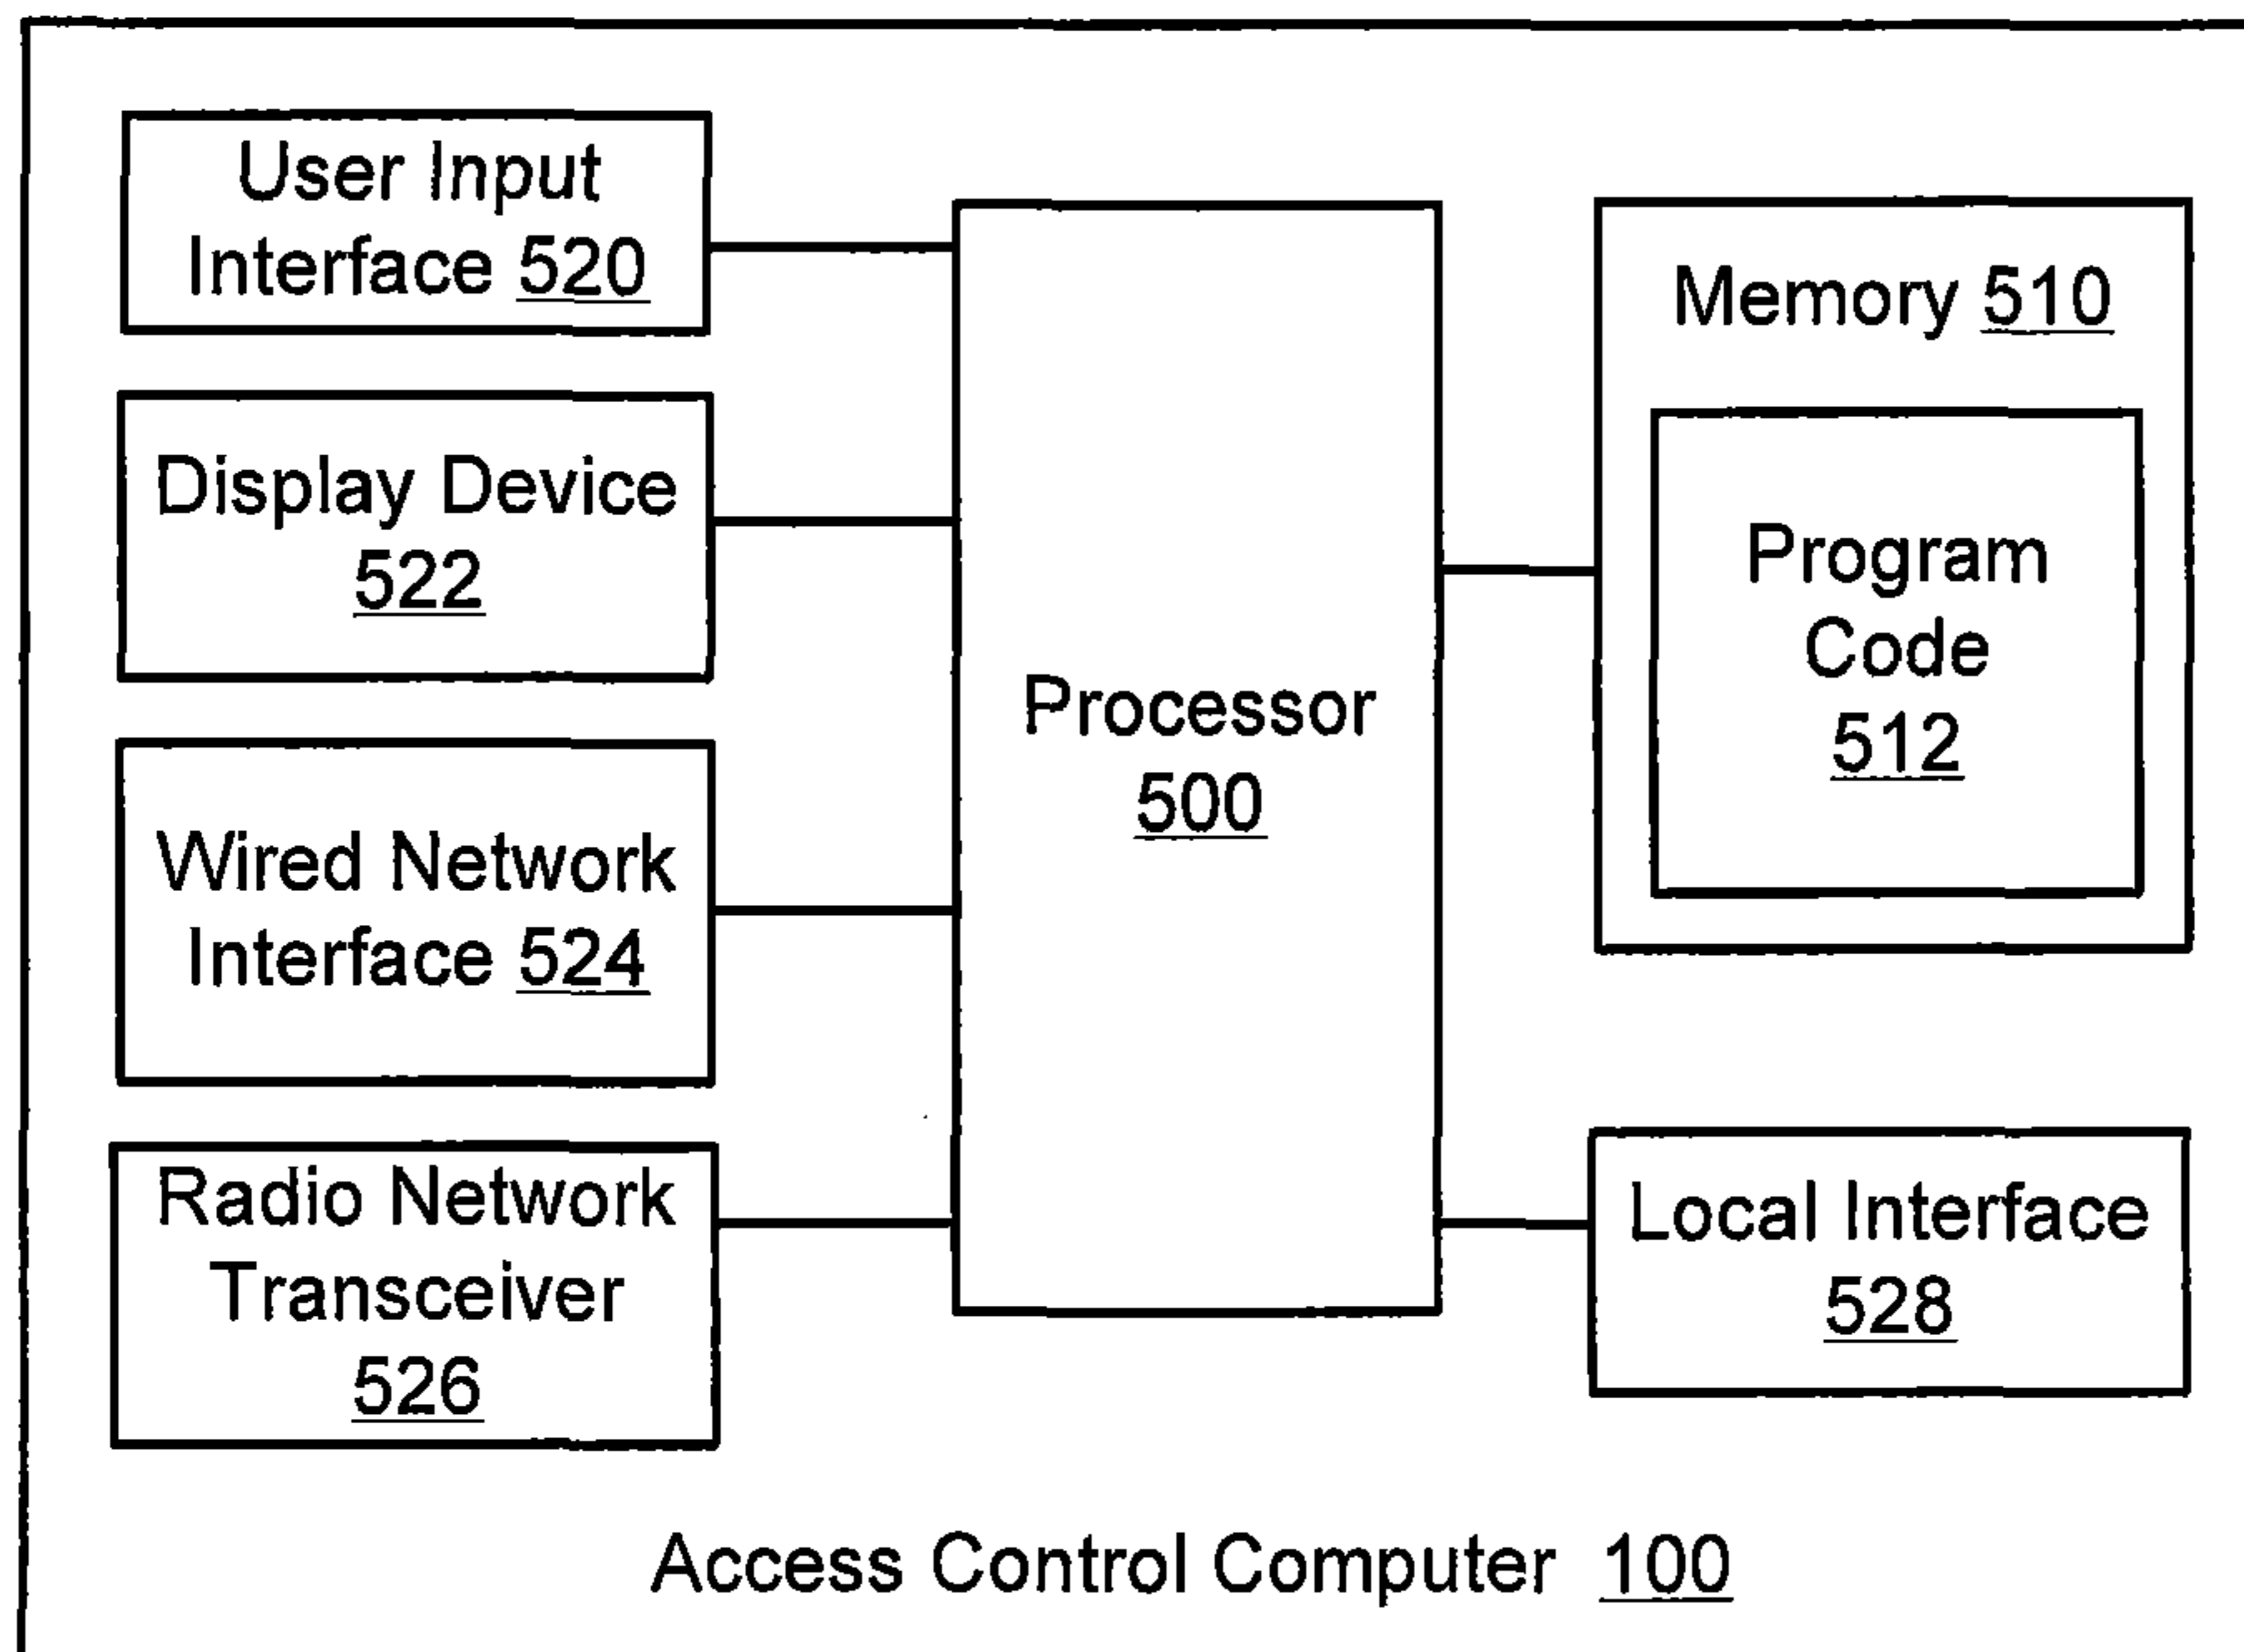 User Input
Interface 520
Display Device
522
Wired Network
Interface 524
Radio Network
Transceiver
526
Processor
500
Memory 510
Program
Code
512
Local Interface
528
Access Control Computer 100